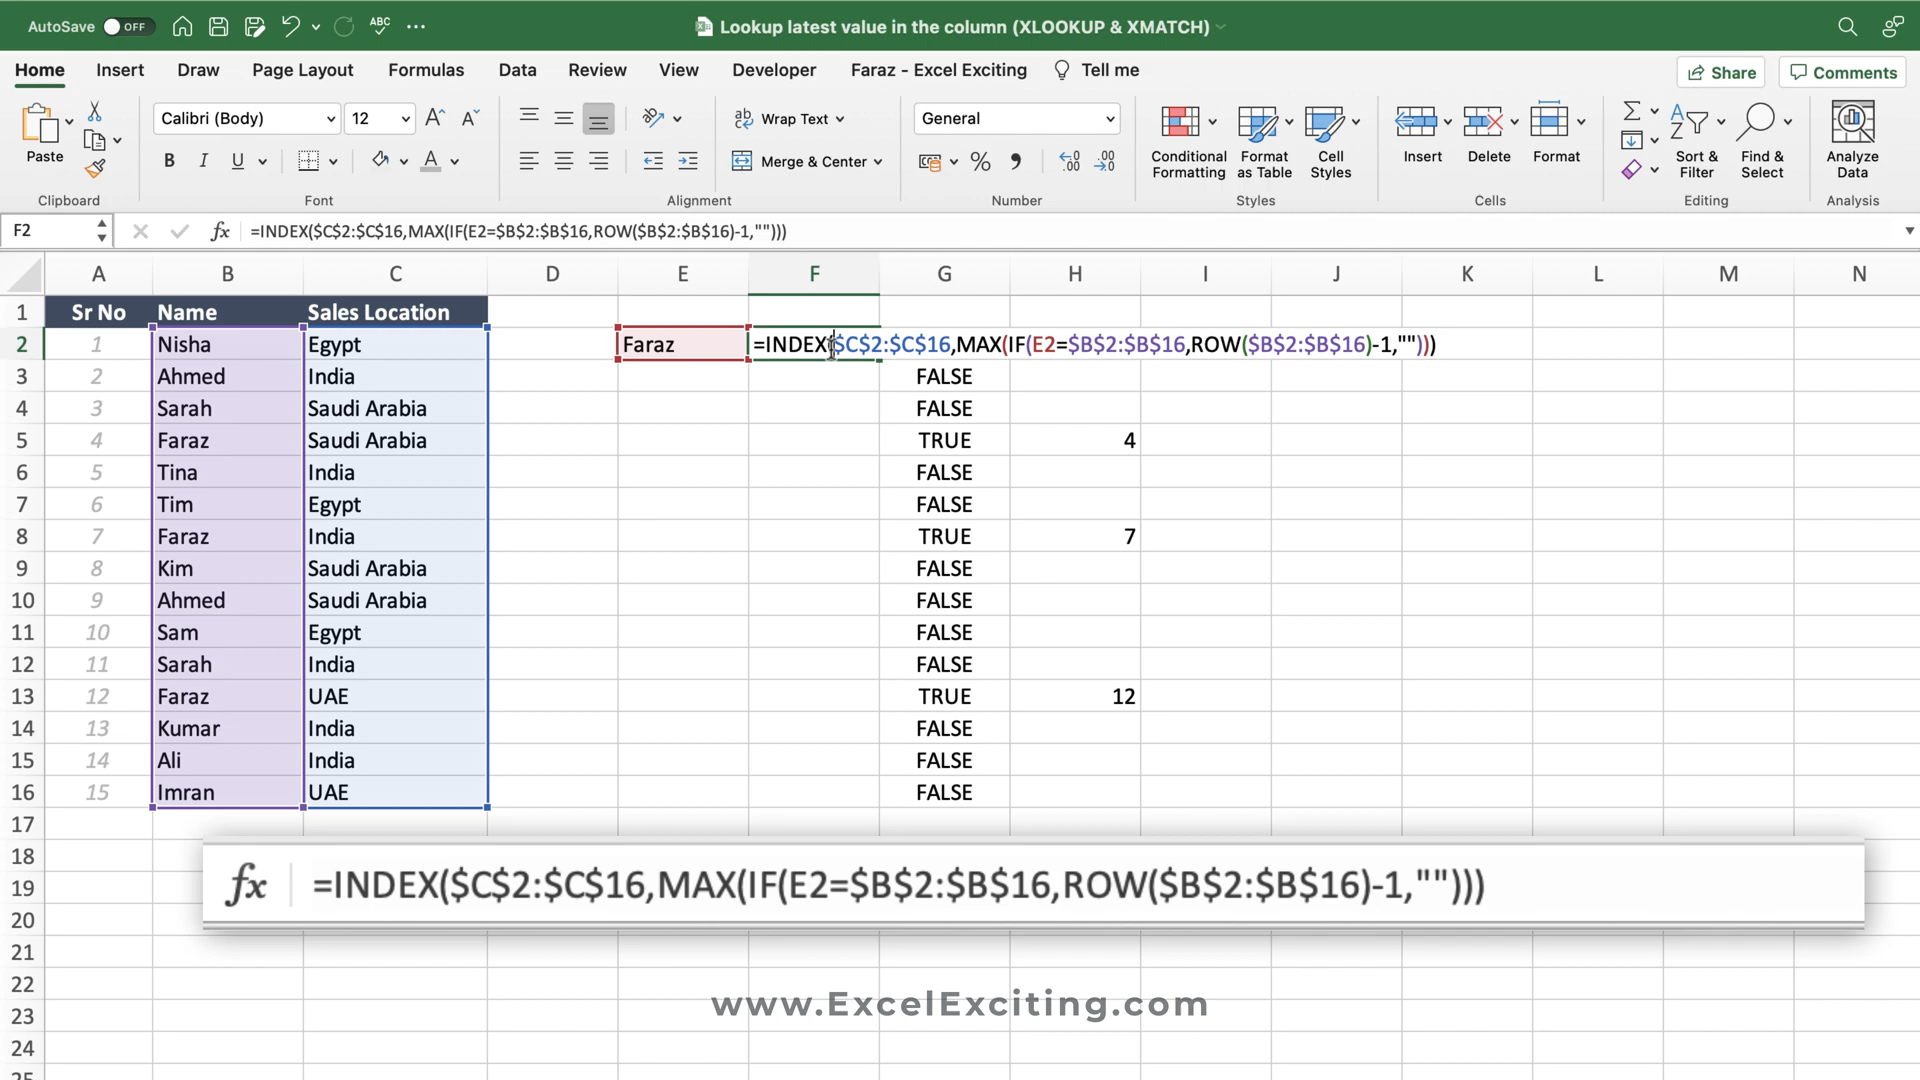 AutoSave OFF ABC ... Lookup latest value in the column (XLOOKUP & XMATCH)
Home Insert Draw Page Layout Formulas Data Review View Developer Faraz - Excel Exciting Tell me Share Comments
Paste Calibri (Body) 12 A A Wrap Text General Conditional Formatting Format as Table Cell Styles Insert Delete Format Sort & Filter Find & Select Analyze Data
B I U A Merge & Center % .0 .00 .00 .0
Clipboard Font Alignment Number Styles Cells Editing Analysis
F2 fx =INDEX($C$2:$C$16,MAX(IF(E2=$B$2:$B$16,ROW($B$2:$B$16)-1,"")))
A B C D E F G H I J K L M N
1 Sr No Name Sales Location
2 1 Nisha Egypt Faraz =INDEX($C$2:$C$16,MAX(IF(E2=$B$2:$B$16,ROW($B$2:$B$16)-1,"")))
3 2 Ahmed India FALSE
4 3 Sarah Saudi Arabia FALSE
5 4 Faraz Saudi Arabia TRUE 4
6 5 Tina India FALSE
7 6 Tim Egypt FALSE
8 7 Faraz India TRUE 7
9 8 Kim Saudi Arabia FALSE
10 9 Ahmed Saudi Arabia FALSE
11 10 Sam Egypt FALSE
12 11 Sarah India FALSE
13 12 Faraz UAE TRUE 12
14 13 Kumar India FALSE
15 14 Ali India FALSE
16 15 Imran UAE FALSE
17
18
19 fx =INDEX($C$2:$C$16,MAX(IF(E2=$B$2:$B$16,ROW($B$2:$B$16)-1,"")))
20
21
22
23 www.ExcelExciting.com
24
25